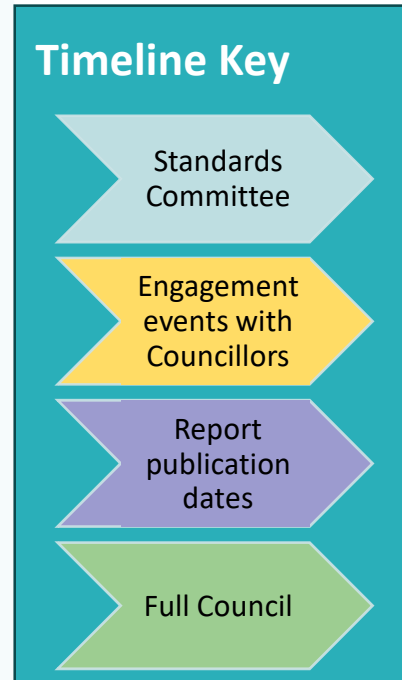 Timeline Key
Standards
Committee
Engagement
events with
Councillors
Report
publication
dates
Full Council